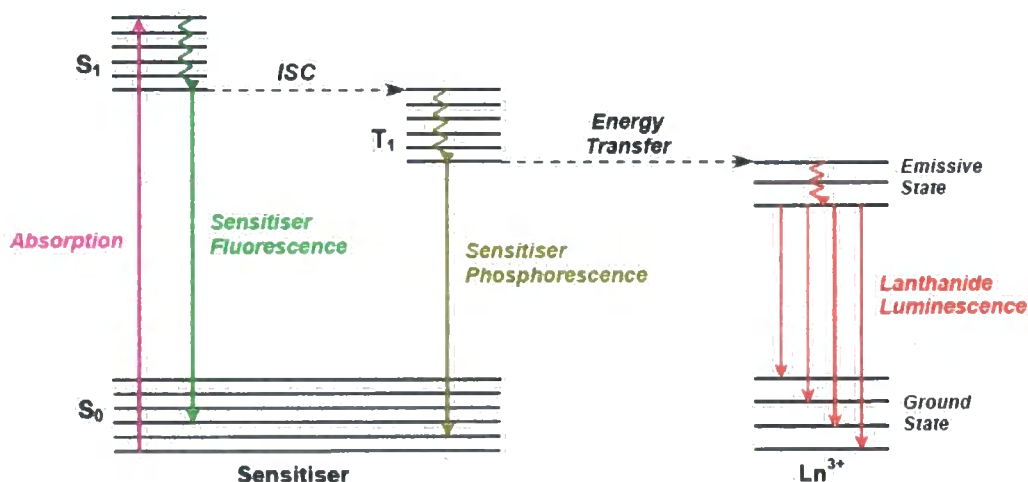 S₁
ISC
T₁
Energy
Transfer
Emissive
State
Absorption
Sensitiser
Fluorescence
Sensitiser
Phosphorescence
Lanthanide
Luminescence
S₀
Ground
State
Sensitiser
Ln³⁺